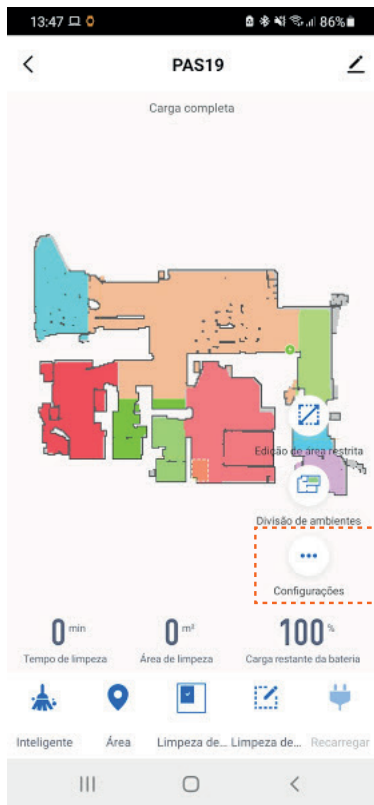 13:47 86%
PAS19
Carga completa
Edição de área restrita
Divisão de ambientes
Configurações
0 min 0 m² 100 %
Tempo de limpeza Área de limpeza Carga restante da bateria
Inteligente Área Limpeza de... Limpeza de... Recarregar